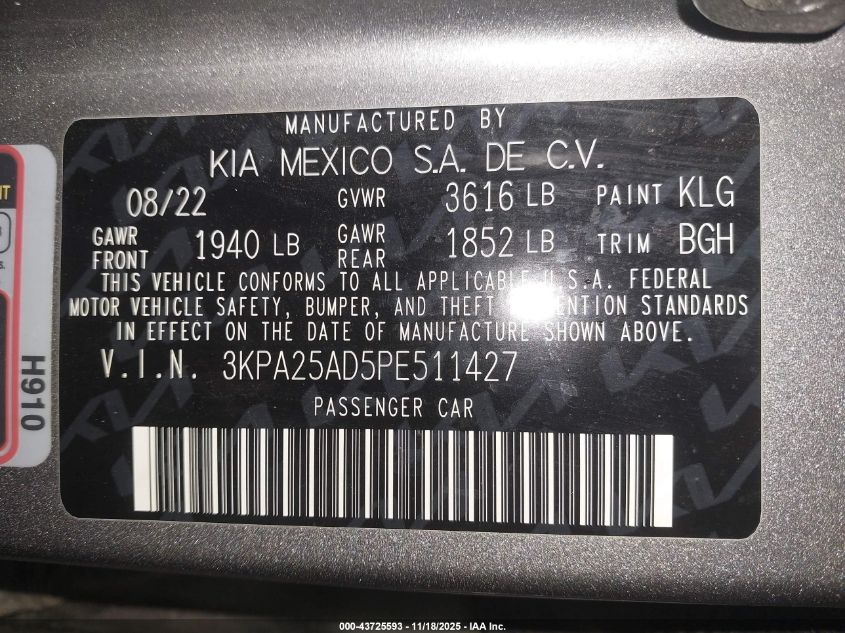 MANUFACTURED BY
KIA MEXICO S.A. DE C.V.
08/22 GVWR 3616 LB PAINT KLG
GAWR FRONT 1940 LB GAWR REAR 1852 LB TRIM BGH
THIS VEHICLE CONFORMS TO ALL APPLICABLE U.S.A. FEDERAL
MOTOR VEHICLE SAFETY, BUMPER, AND THEFT STANDARDS
IN EFFECT ON THE DATE OF MANUFACTURE SHOWN ABOVE.
V.I.N. 3KPA25AD5PE511427
PASSENGER CAR
H910
000-43725593 - 11/18/2025 - IAA Inc.